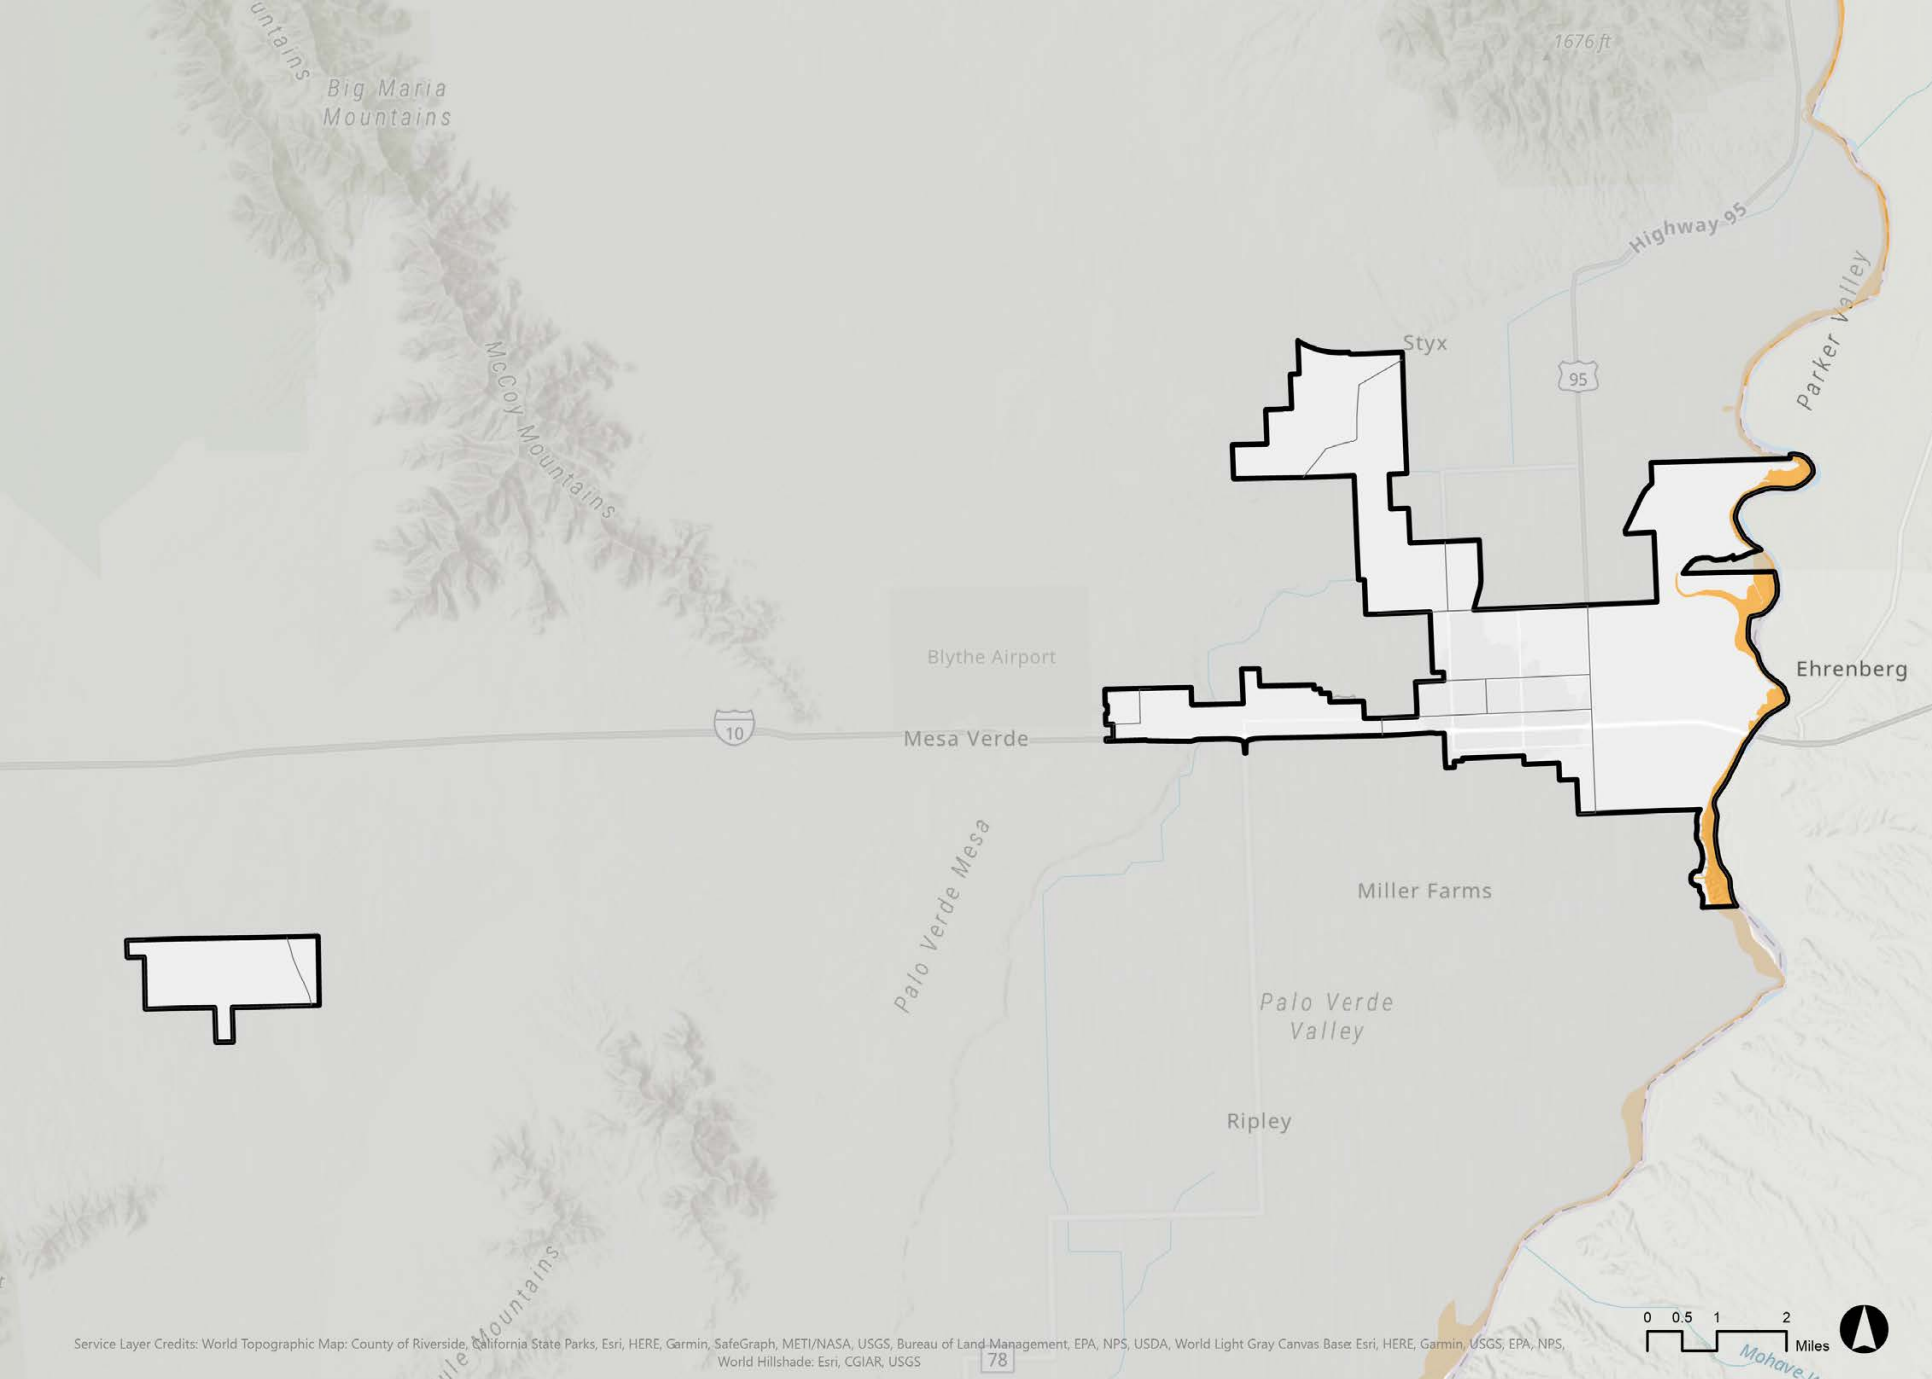 untains
Big Maria
Mountains
1676 ft
Highway 95
Parker Valley
Styx
95
McCoy Mountains
Blythe Airport
Ehrenberg
10
Mesa Verde
Palo Verde Mesa
Miller Farms
Palo Verde
Valley
Ripley
ule Mountains
0 0.5 1 2
Miles
Service Layer Credits: World Topographic Map: County of Riverside, California State Parks, Esri, HERE, Garmin, SafeGraph, METI/NASA, USGS, Bureau of Land Management, EPA, NPS, USDA, World Light Gray Canvas Base: Esri, HERE, Garmin, USGS, EPA, NPS,
World Hillshade: Esri, CGIAR, USGS
78
Mohave